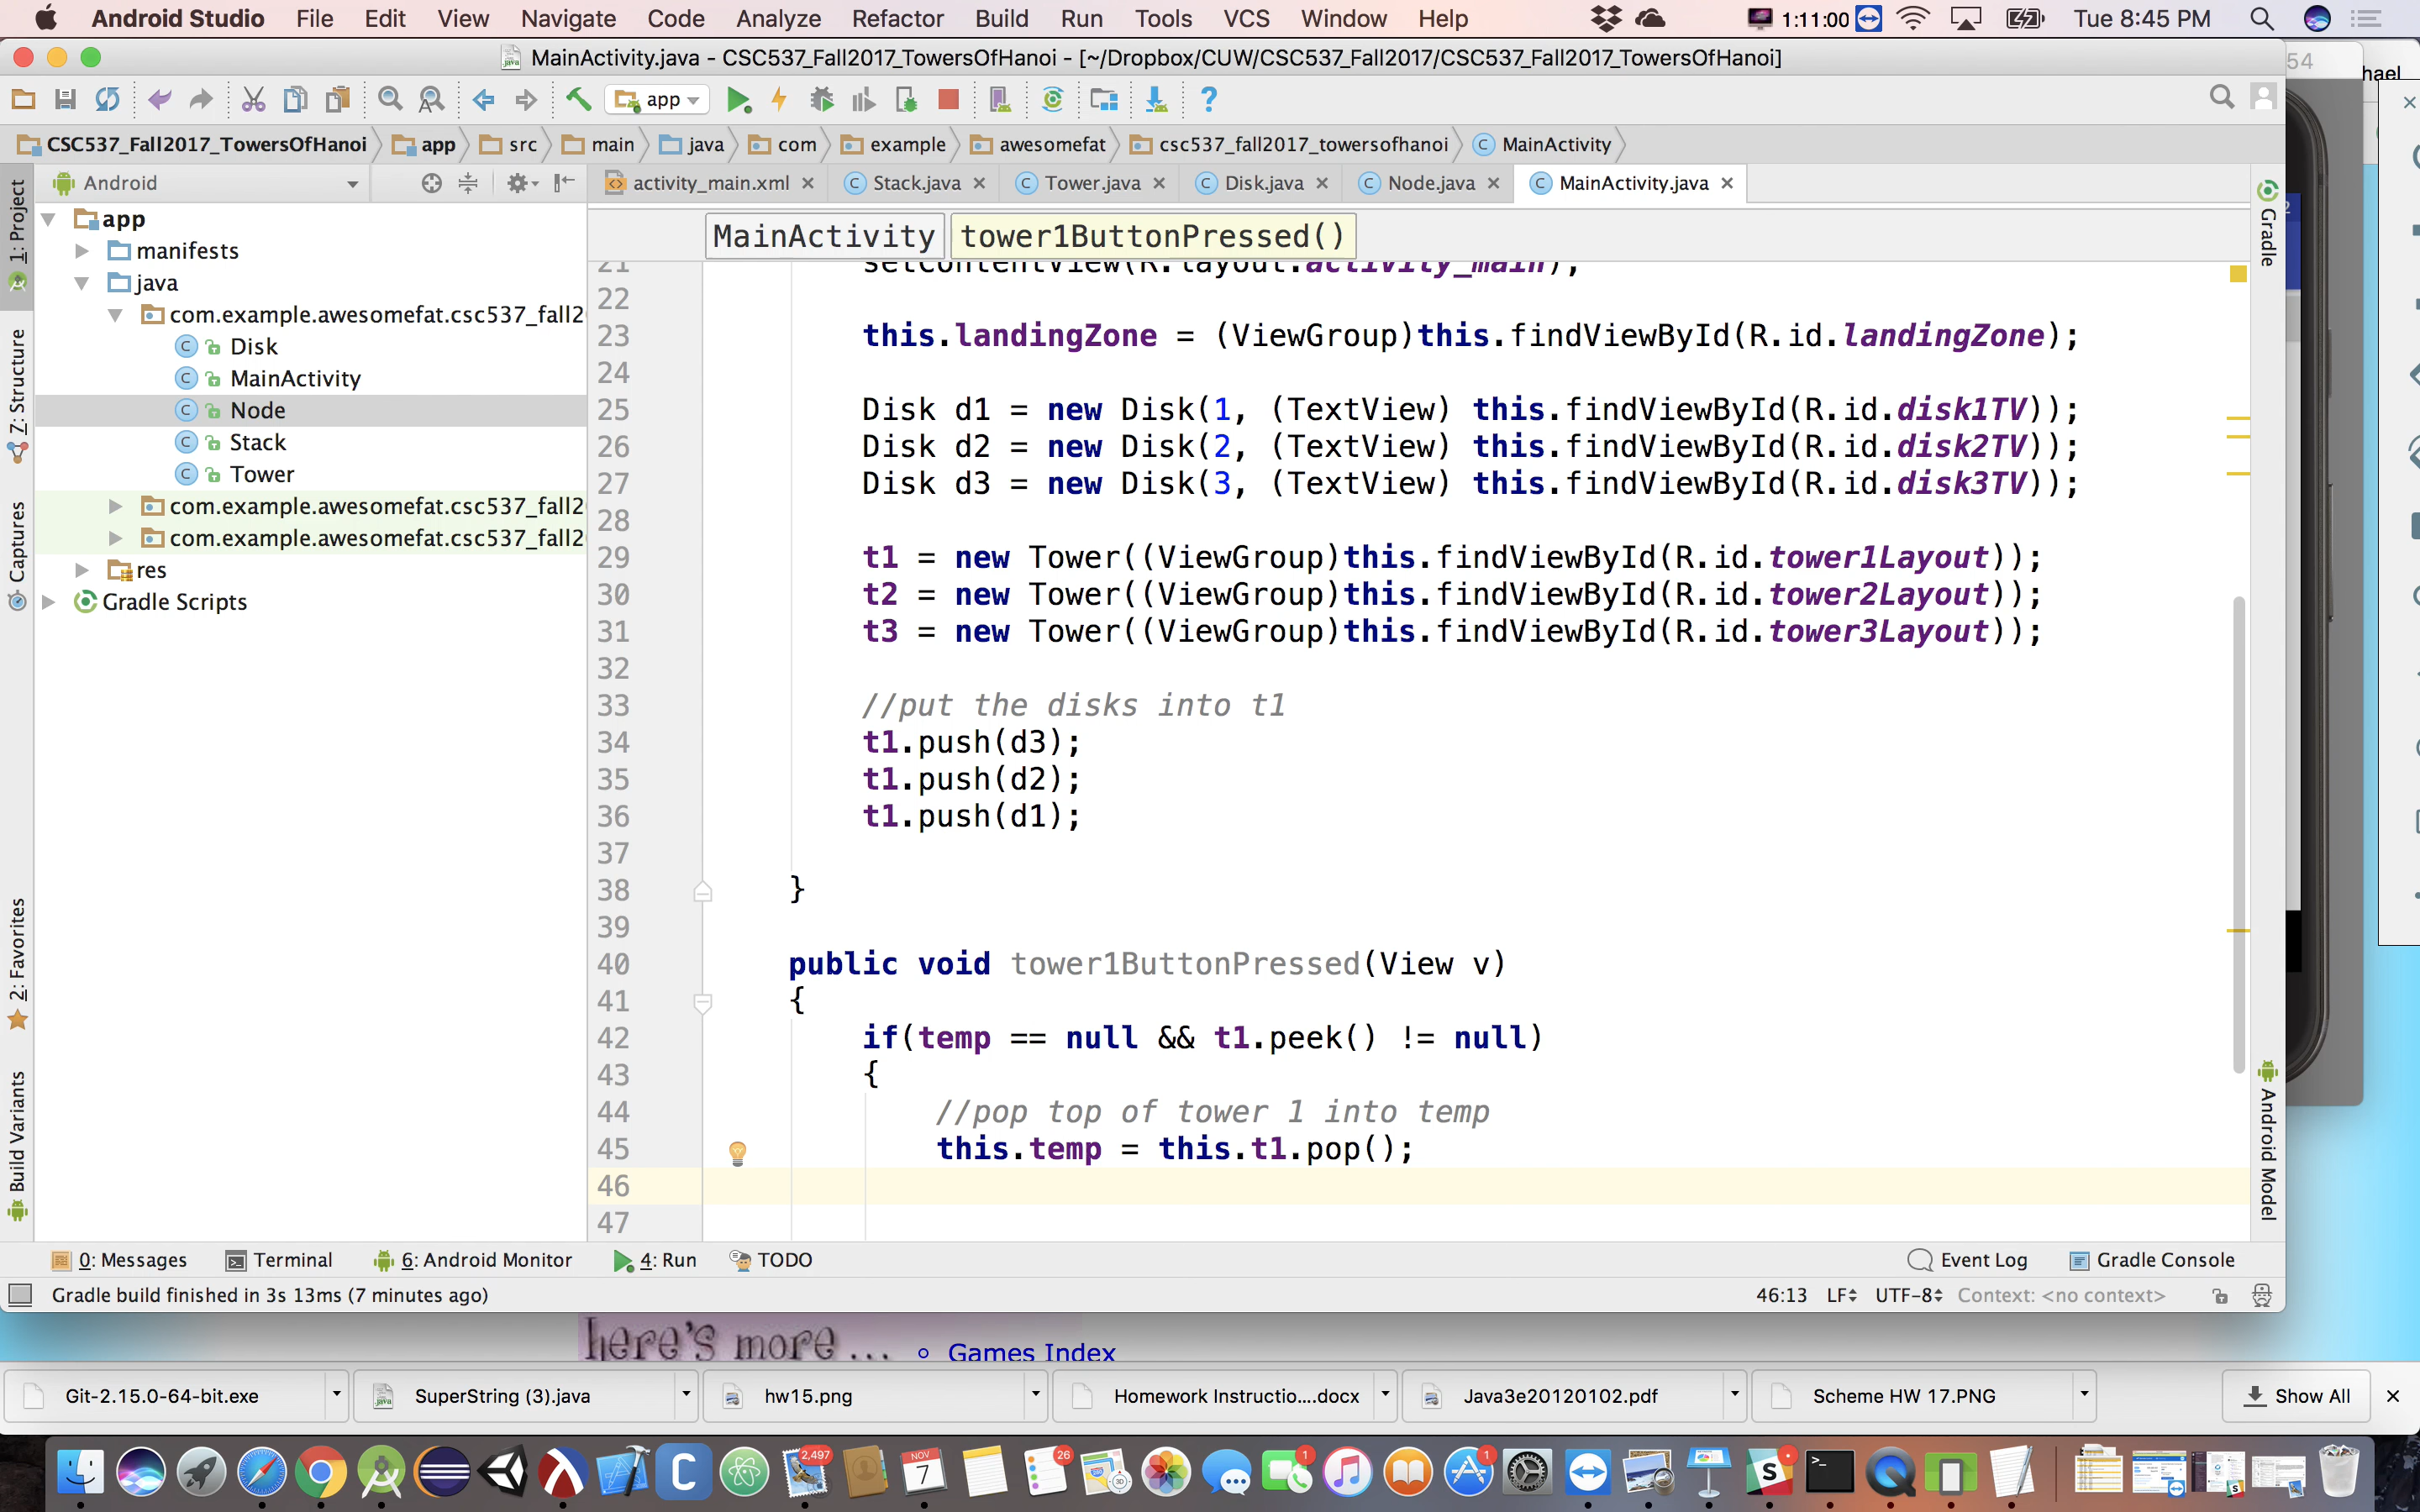 Android Studio File Edit View Navigate Code Analyze Refactor Build Run Tools VCS Window Help 1:11:00 Tue 8:45 PM
MainActivity.java - CSC537_Fall2017_TowersOfHanoi - [~/Dropbox/CUW/CSC537_Fall2017/CSC537_Fall2017_TowersOfHanoi]
54
hael
app
CSC537_Fall2017_TowersOfHanoi app src main java com example awesomefat csc537_fall2017_towersofhanoi MainActivity
Android
activity_main.xml Stack.java Tower.java Disk.java Node.java MainActivity.java
MainActivity tower1ButtonPressed()
1: Project
Z: Structure
Captures
2: Favorites
Build Variants
app
manifests
java
com.example.awesomefat.csc537_fall2
Disk
MainActivity
Node
Stack
Tower
com.example.awesomefat.csc537_fall2
com.example.awesomefat.csc537_fall2
res
Gradle Scripts
21 setContentView(R.layout.activity_main);
22
23 this.landingZone = (ViewGroup)this.findViewById(R.id.landingZone);
24
25 Disk d1 = new Disk(1, (TextView) this.findViewById(R.id.disk1TV));
26 Disk d2 = new Disk(2, (TextView) this.findViewById(R.id.disk2TV));
27 Disk d3 = new Disk(3, (TextView) this.findViewById(R.id.disk3TV));
28
29 t1 = new Tower((ViewGroup)this.findViewById(R.id.tower1Layout));
30 t2 = new Tower((ViewGroup)this.findViewById(R.id.tower2Layout));
31 t3 = new Tower((ViewGroup)this.findViewById(R.id.tower3Layout));
32
33 //put the disks into t1
34 t1.push(d3);
35 t1.push(d2);
36 t1.push(d1);
37
38 }
39
40 public void tower1ButtonPressed(View v)
41 {
42 if(temp == null && t1.peek() != null)
43 {
44 //pop top of tower 1 into temp
45 this.temp = this.t1.pop();
46
47
Gradle
Android Model
2
0: Messages Terminal 6: Android Monitor 4: Run TODO Event Log Gradle Console
Gradle build finished in 3s 13ms (7 minutes ago) 46:13 LF UTF-8 Context: <no context>
here's more ... Games Index
Git-2.15.0-64-bit.exe SuperString (3).java hw15.png Homework Instructio....docx Java3e20120102.pdf Scheme HW 17.PNG Show All
2,497 NOV 7 26 1 1